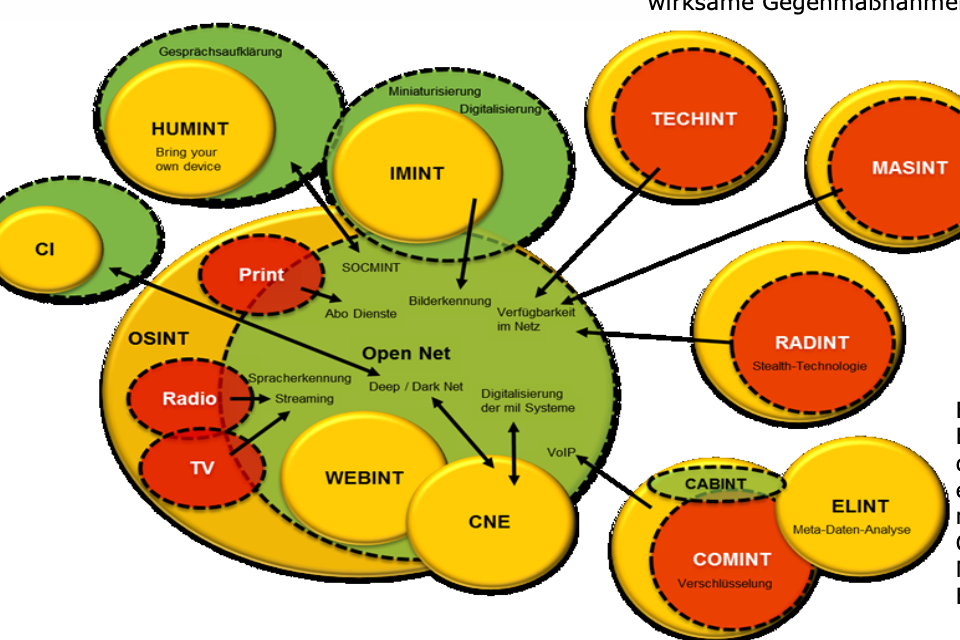 wirksame Gegenmaßnahmen
Gesprächsaufklärung
HUMINT
Bring your
own device
Miniaturisierung
Digitalisierung
IMINT
TECHINT
MASINT
CI
Print
SOCMINT
Abo Dienste
Bilderkennung
Verfügbarkeit
im Netz
OSINT
Open Net
RADINT
Stealth-Technologie
Radio
Spracherkennung
Streaming
Deep / Dark Net
Digitalisierung
der mil Systeme
TV
WEBINT
VoIP
CNE
CABINT
COMINT
Verschlüsselung
ELINT
Meta-Daten-Analyse